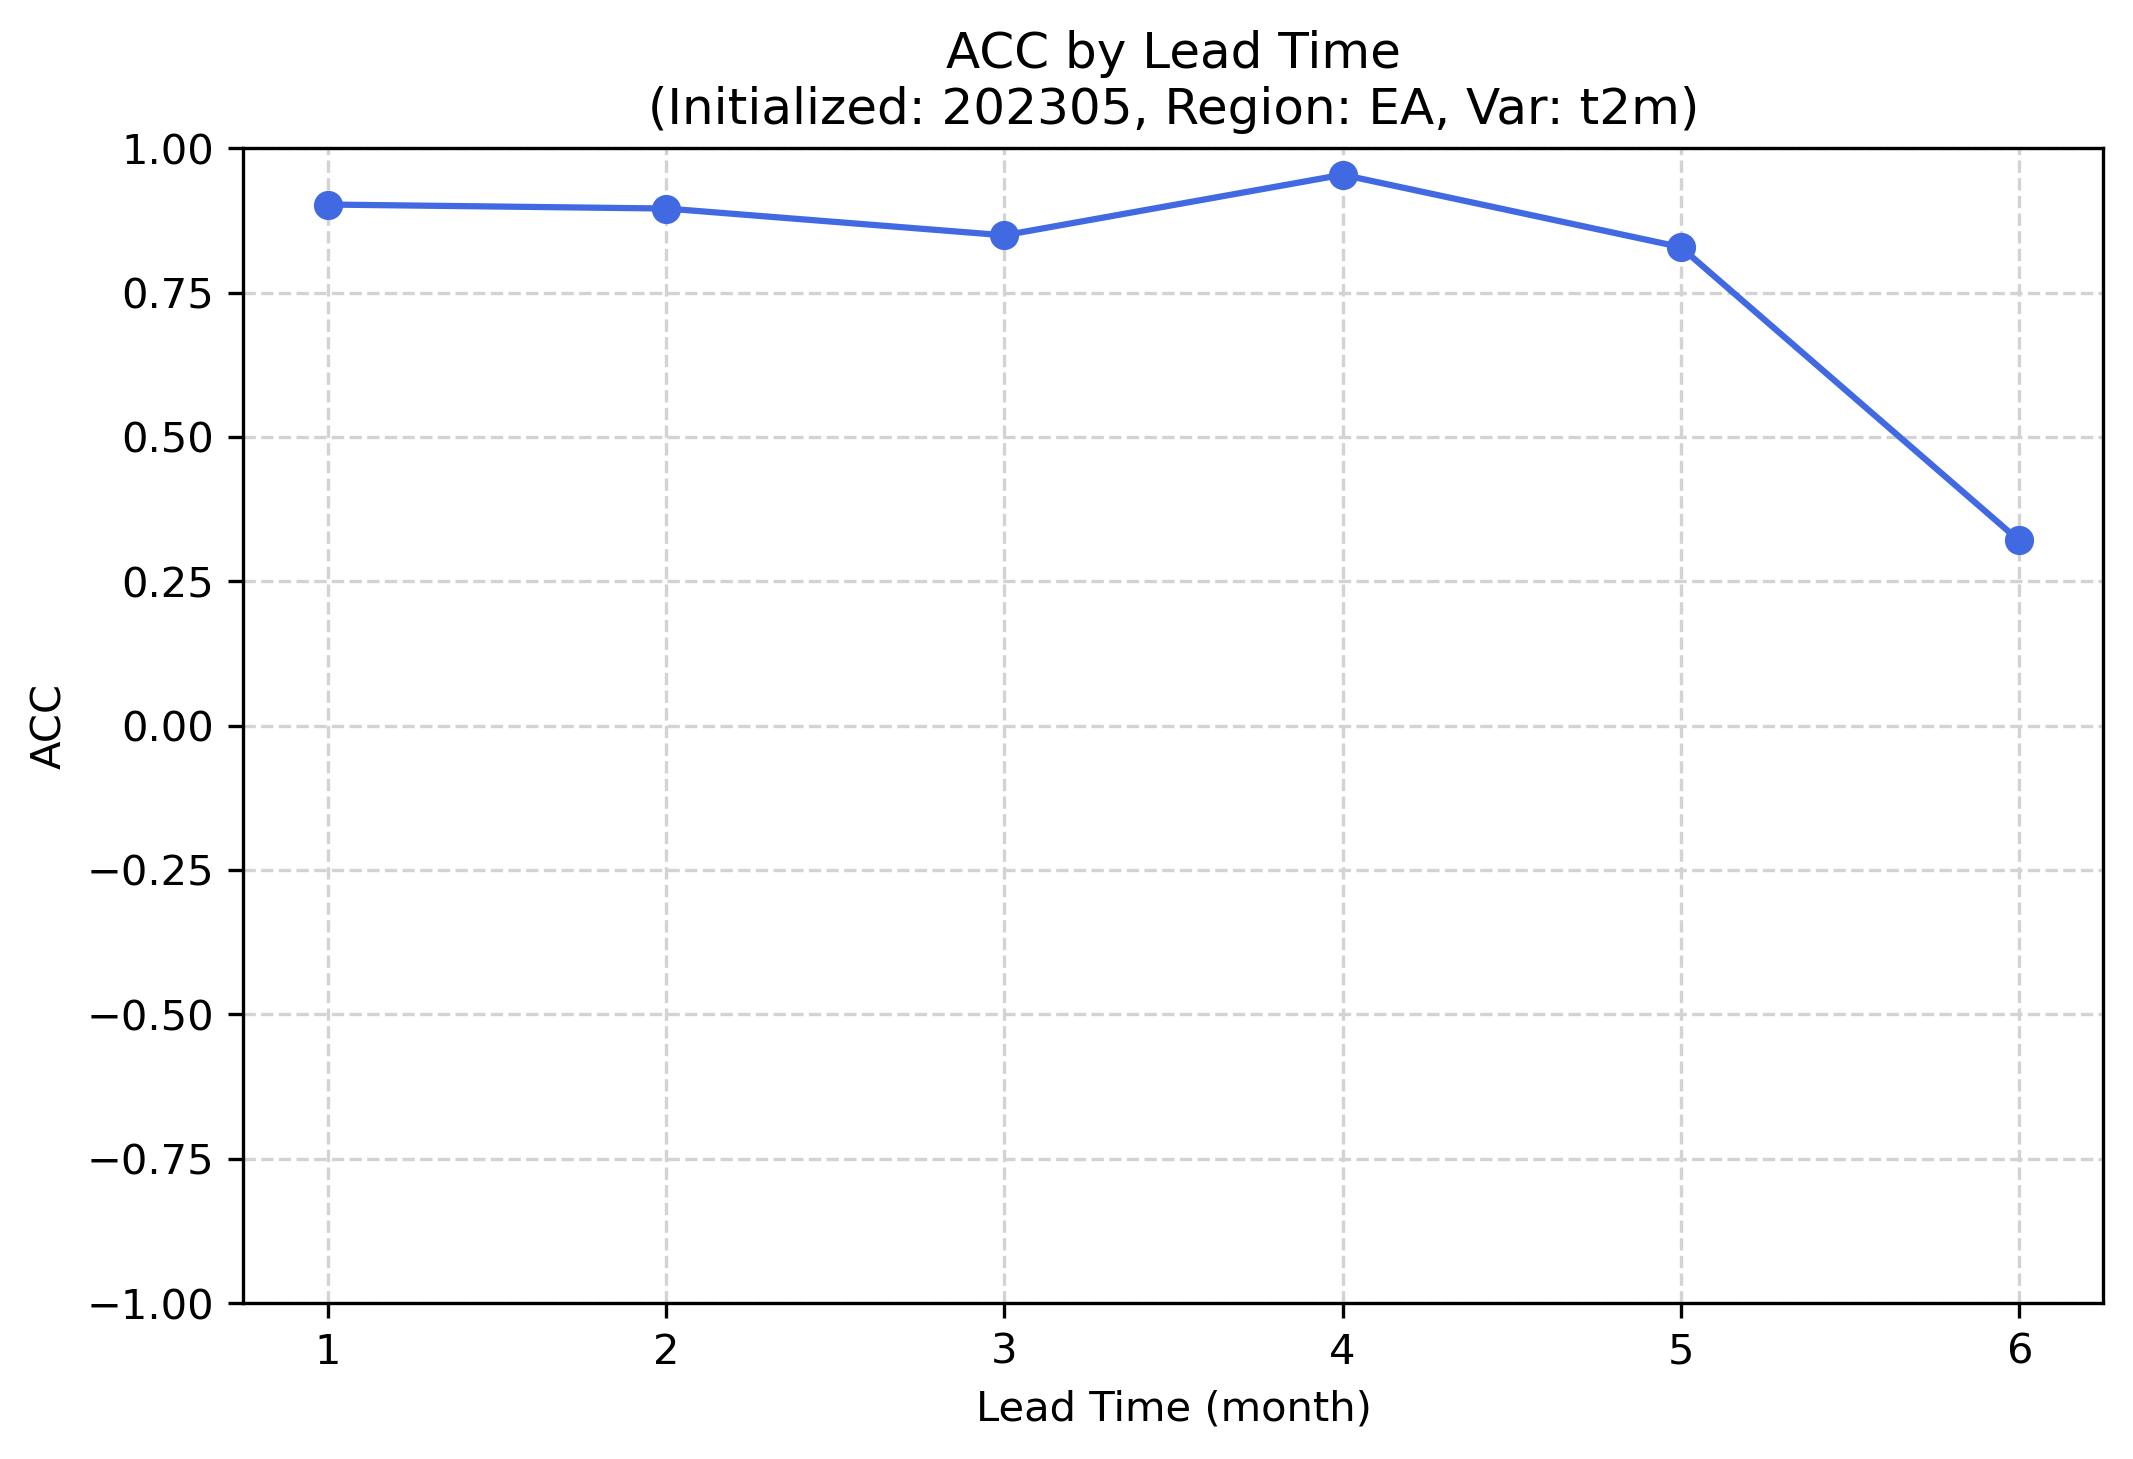 ACC by Lead Time
(Initialized: 202305, Region: EA, Var: t2m)
1.00
0.75
0.50
0.25
0.00
−0.25
−0.50
−0.75
−1.00
ACC
1 2 3 4 5 6
Lead Time (month)